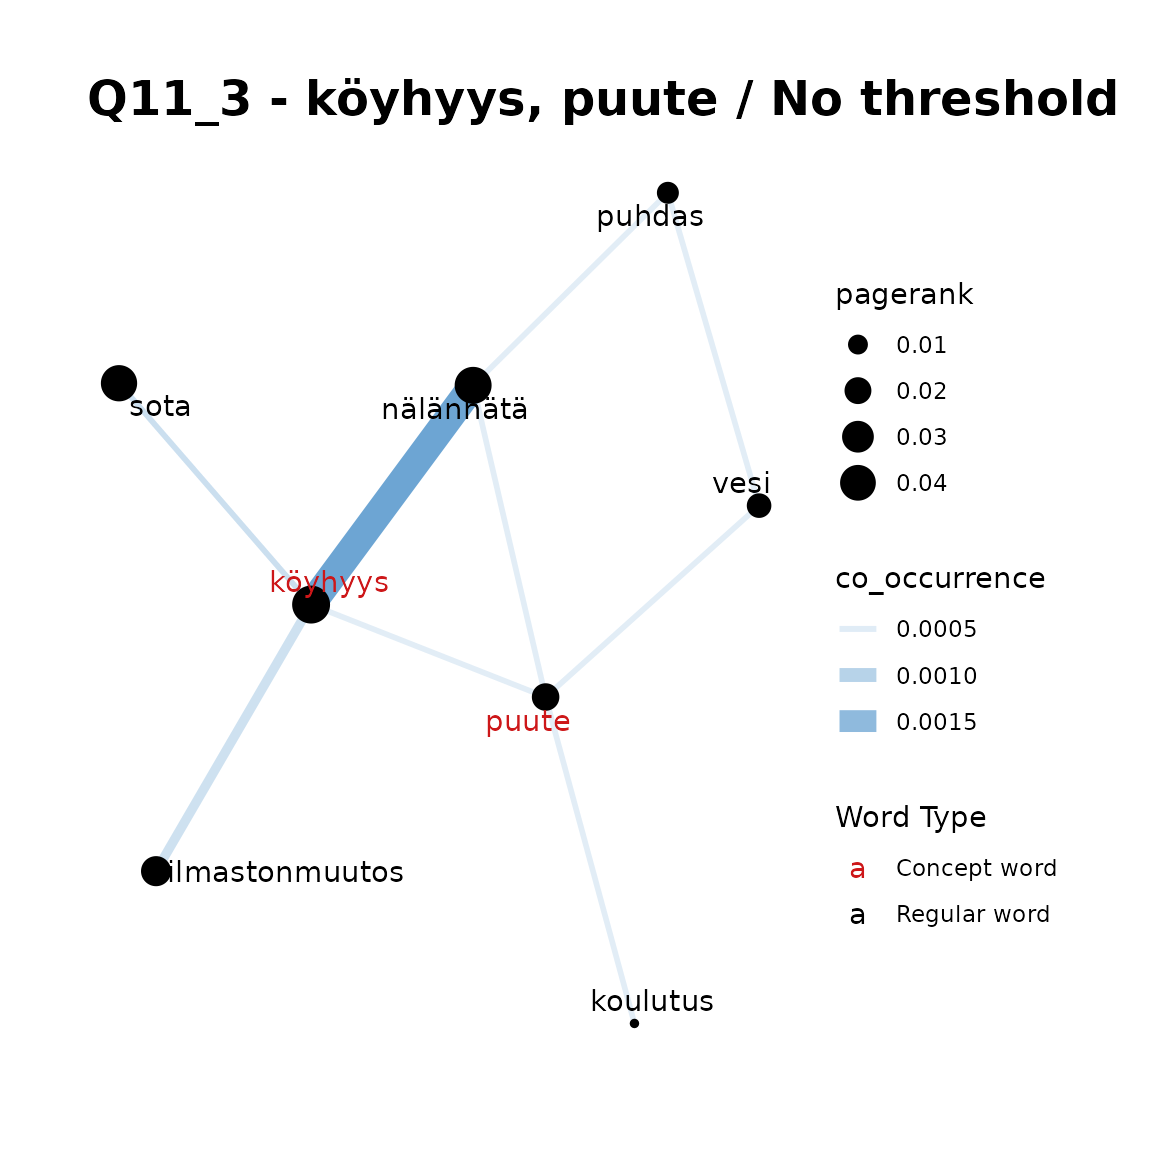 Q11_3 - köyhyys, puute / No threshold
puhdas
sota
nälänhätä
vesi
köyhyys
puute
ilmastonmuutos
koulutus
pagerank
0.01
0.02
0.03
0.04
co_occurrence
0.0005
0.0010
0.0015
Word Type
a Concept word
a Regular word